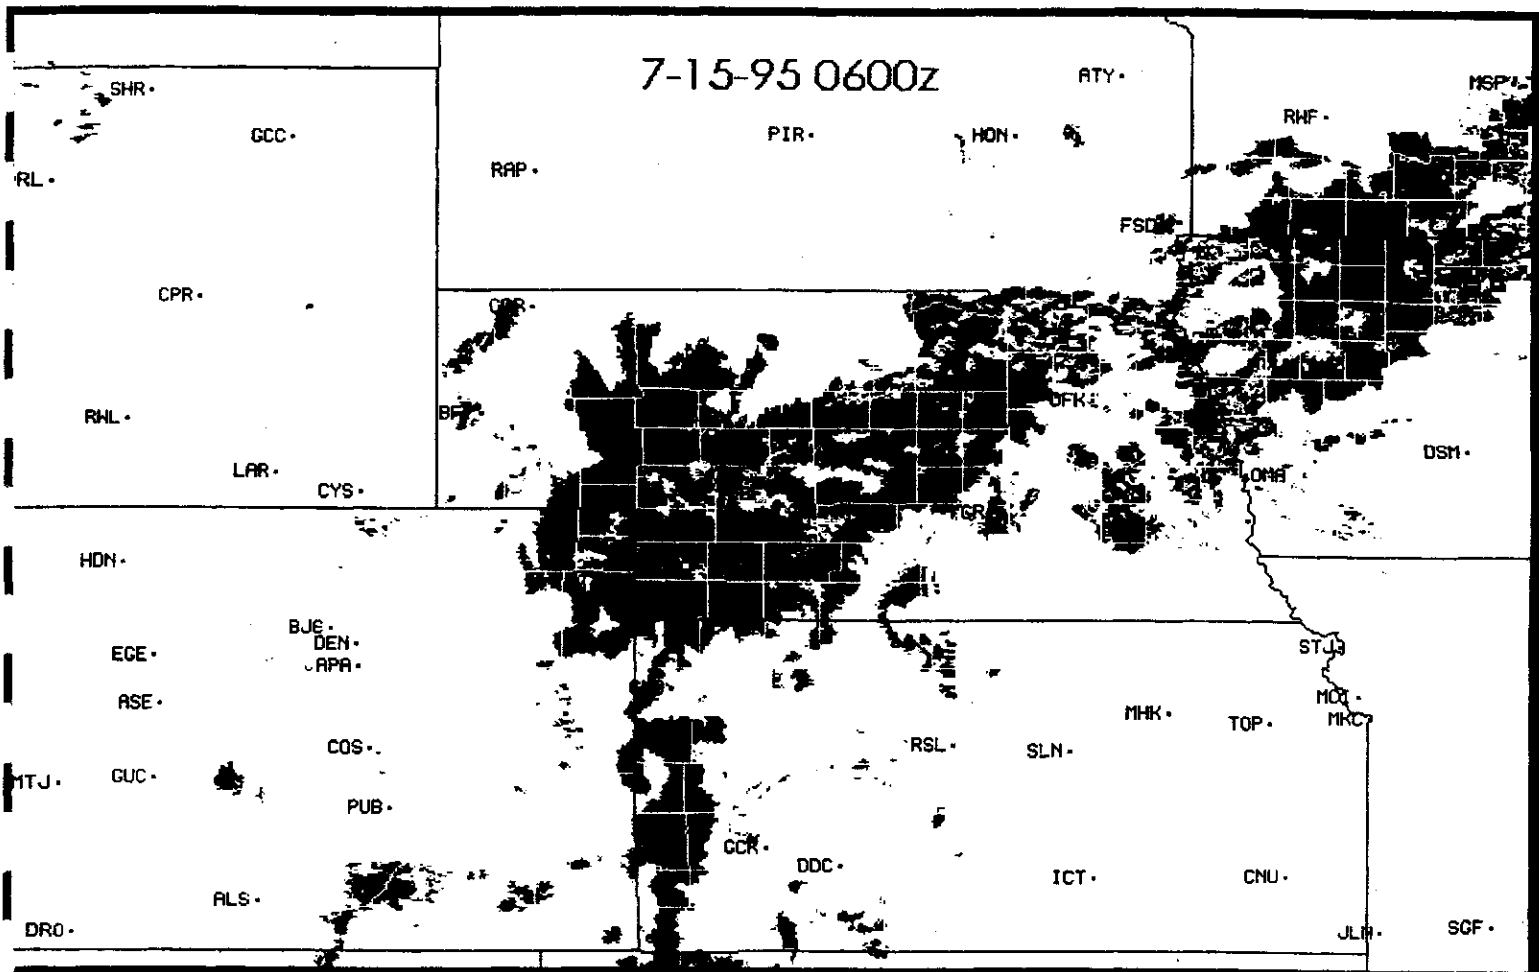 7-15-95 0600z
ATY
MSP
SHR
RWF
GCC
PIR
HON
RAP
RL
FSD
CPR
RWL
OFK
LAR
CYS
DSM
OMA
HDN
BJC
DEN
APA
EGE
STJ
ASE
MCI
MHK
TOP
MKC
COS
RSL
SLN
MTJ
GUC
PUB
GCK
DDC
ICT
CNU
ALS
DRO
JLN
SGF